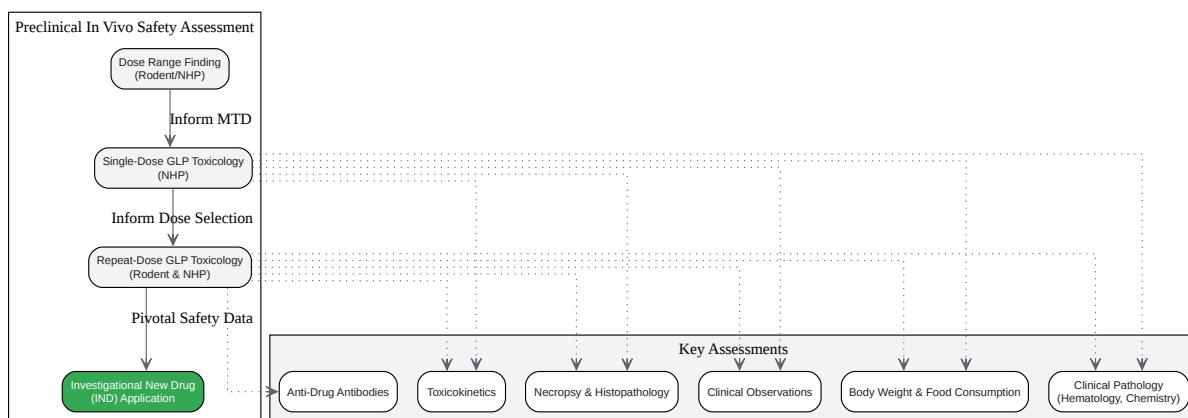 Preclinical In Vivo Safety Assessment
Dose Range Finding
(Rodent/NHP)
Inform MTD
Single-Dose GLP Toxicology
(NHP)
Inform Dose Selection
Repeat-Dose GLP Toxicology
(Rodent & NHP)
Pivotal Safety Data
Investigational New Drug
(IND) Application
Key Assessments
Anti-Drug Antibodies
Toxicokinetics
Necropsy & Histopathology
Clinical Observations
Body Weight & Food Consumption
Clinical Pathology
(Hematology, Chemistry)